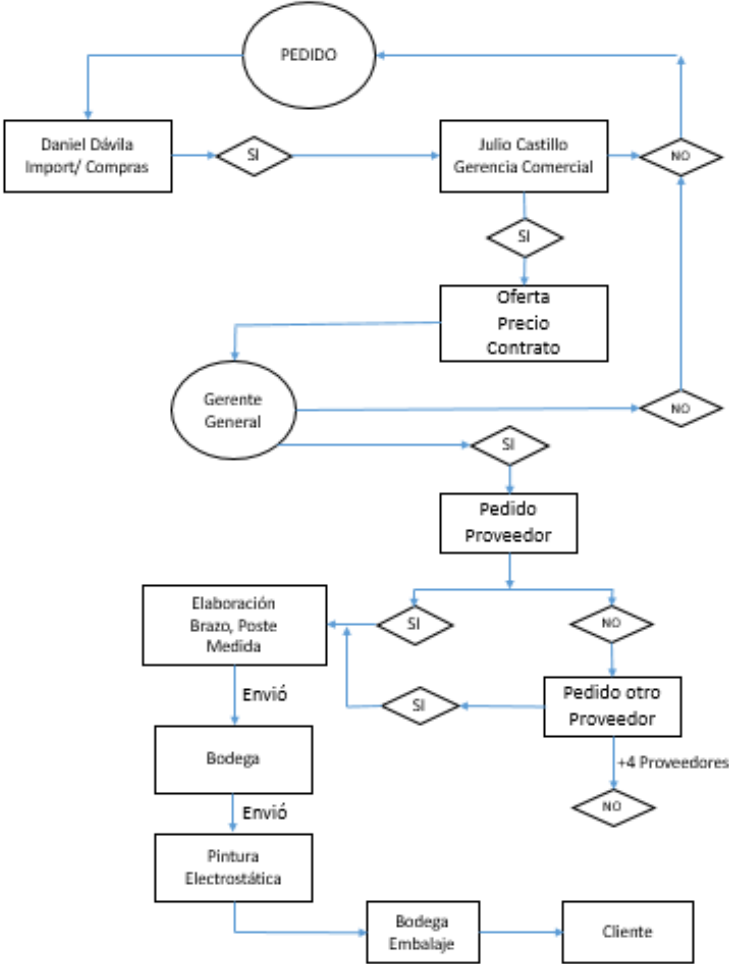 PEDIDO
Daniel Dávila
Import/ Compras
SI
Julio Castillo
Gerencia Comercial
NO
SI
Oferta
Precio
Contrato
Gerente
General
NO
SI
Pedido
Proveedor
Elaboración
Brazo, Poste
Medida
SI
NO
Envió
SI
Pedido otro
Proveedor
Bodega
+4 Proveedores
NO
Envió
Pintura
Electrostática
Bodega
Embalaje
Cliente